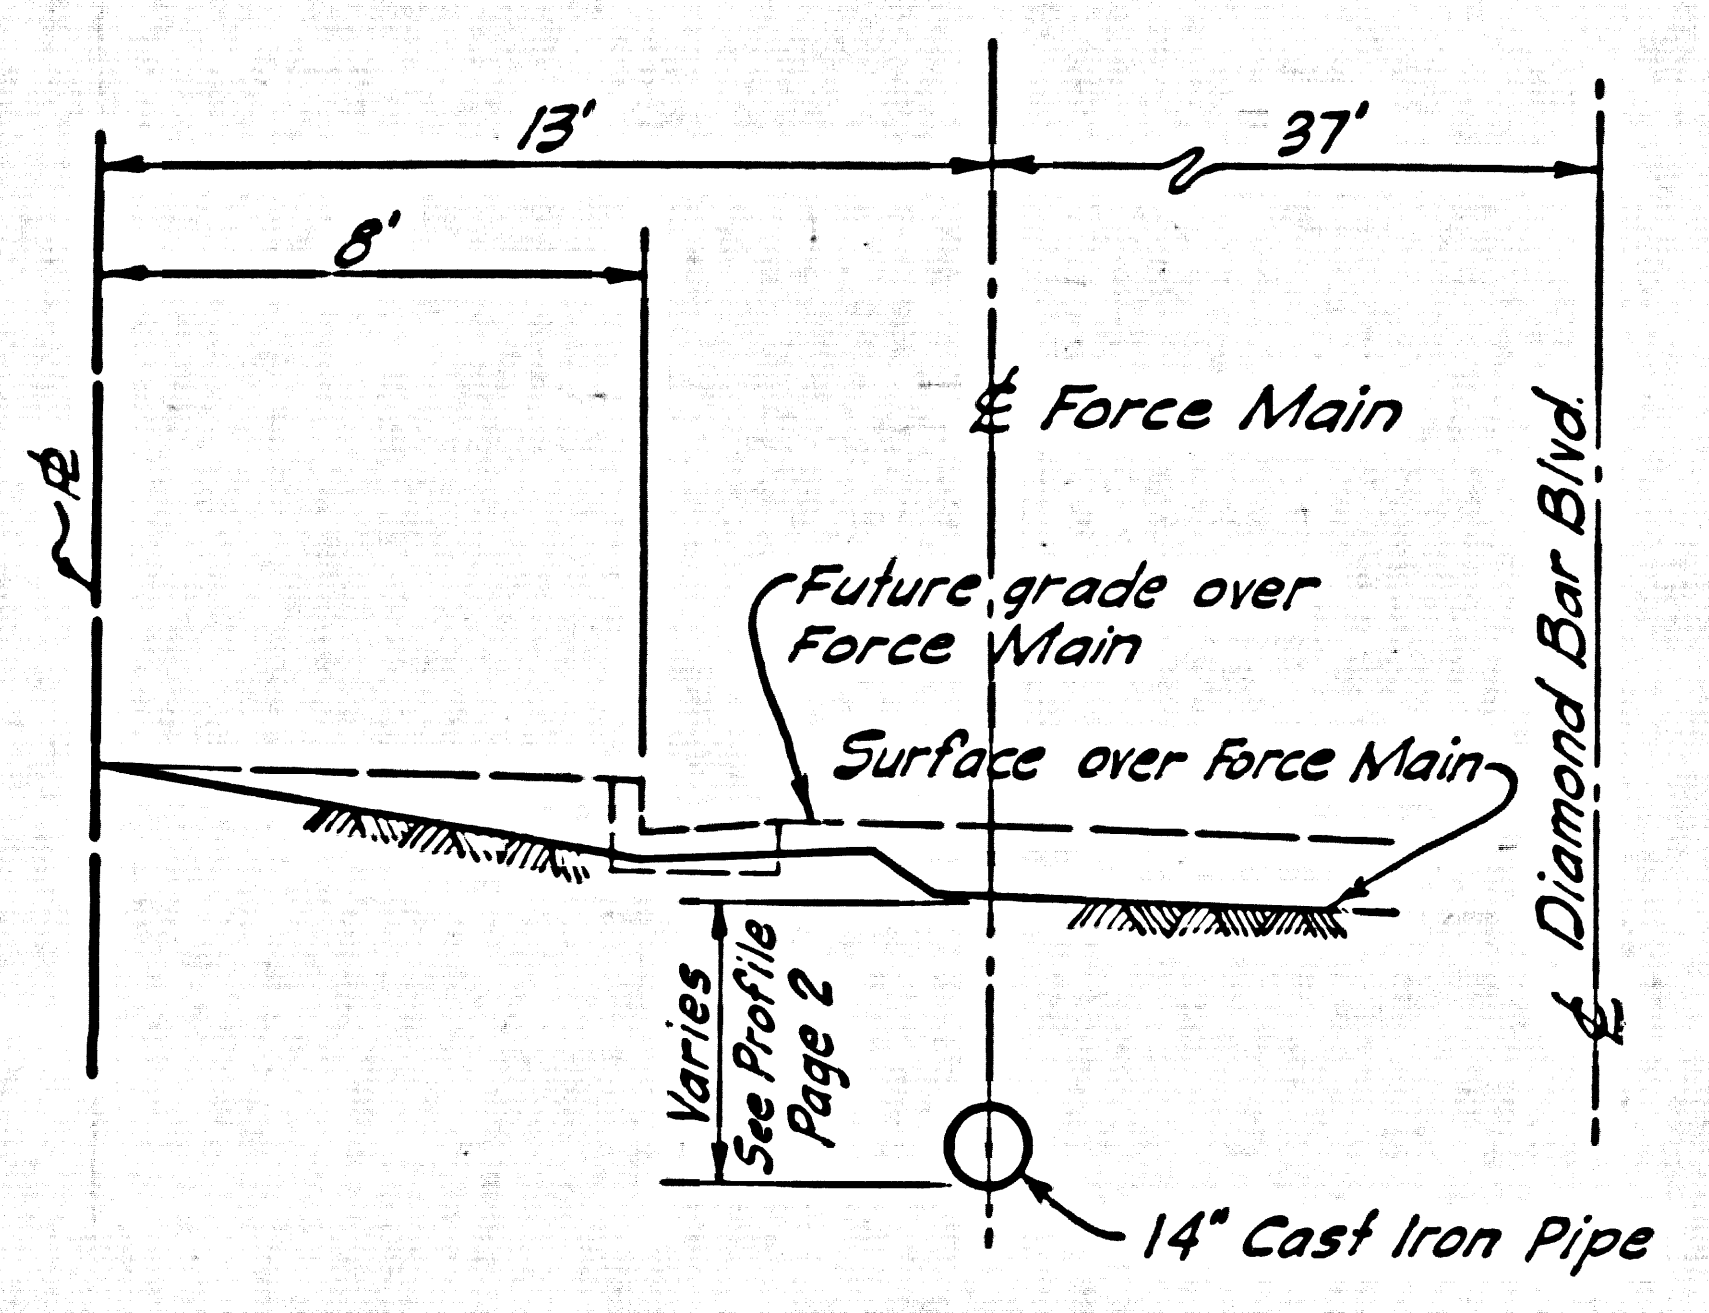 13'
37'
8'
℄ Force Main
℞
Future grade over
Force Main
Surface over Force Main
℄ Diamond Bar Blvd.
Varies
See Profile
Page 2
14" Cast Iron Pipe